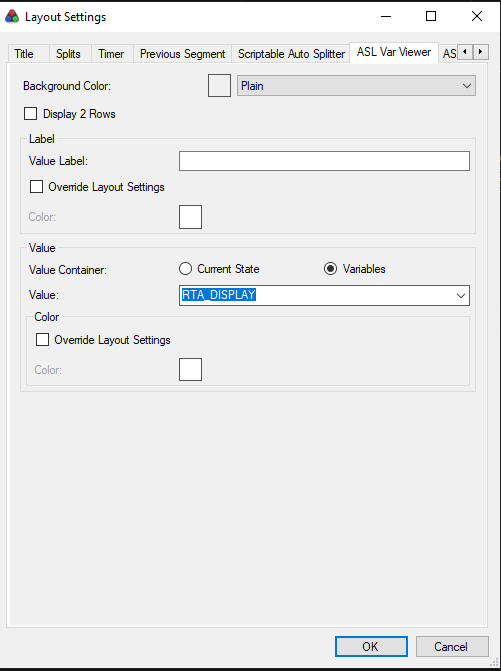 Layout Settings
Title Splits Timer Previous Segment Scriptable Auto Splitter ASL Var Viewer AS
Background Color: Plain
Display 2 Rows
Label
Value Label:
Override Layout Settings
Color:
Value
Value Container: Current State Variables
Value: RTA_DISPLAY
Color
Override Layout Settings
Color:
OK Cancel